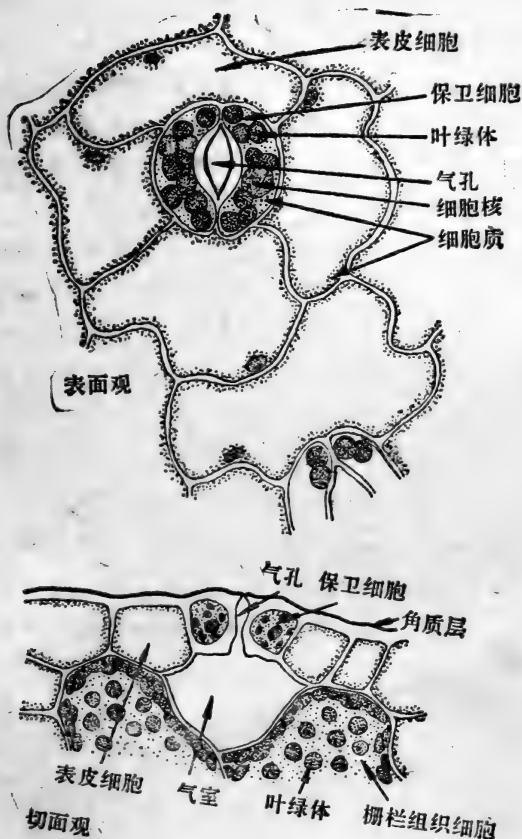 表皮细胞
保卫细胞
叶绿体
气孔
细胞核
细胞质
表面观
气孔 保卫细胞
角质层
表皮细胞
气室
叶绿体
栅栏组织细胞
切面观